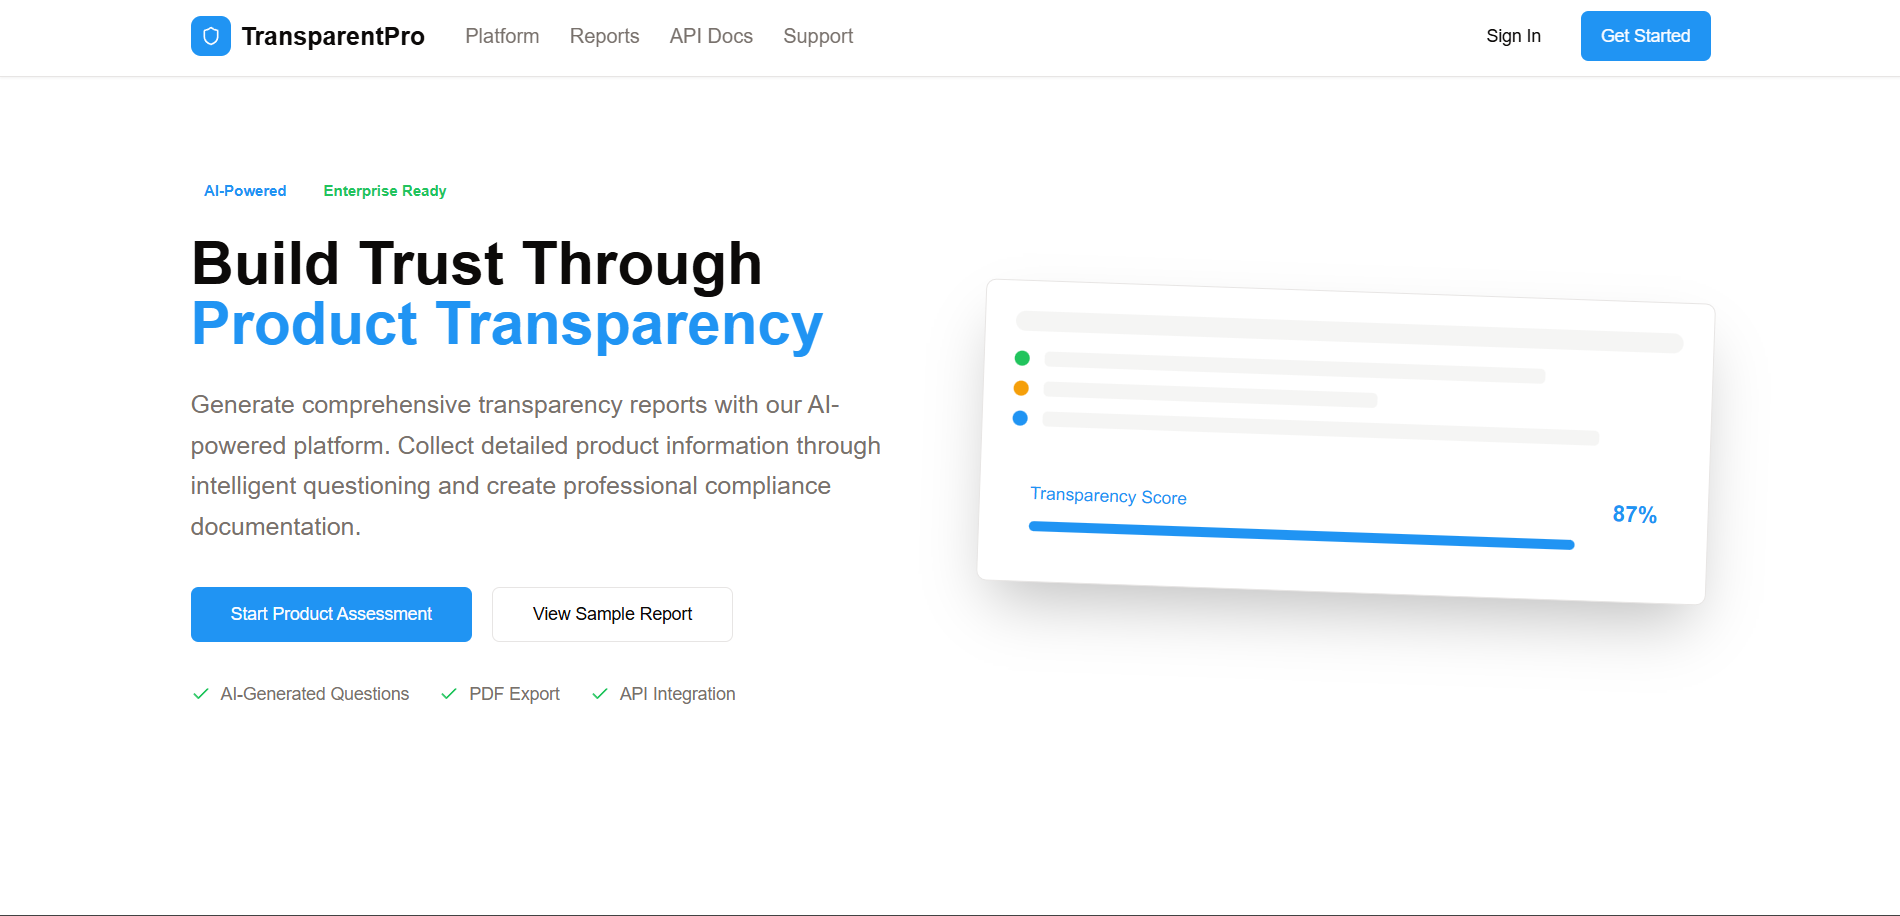 TransparentPro Platform Reports API Docs Support Sign In Get Started
AI-Powered Enterprise Ready
Build Trust Through
Product Transparency
Generate comprehensive transparency reports with our AI-
powered platform. Collect detailed product information through
intelligent questioning and create professional compliance
documentation.
Start Product Assessment View Sample Report
AI-Generated Questions PDF Export API Integration
Transparency Score
87%